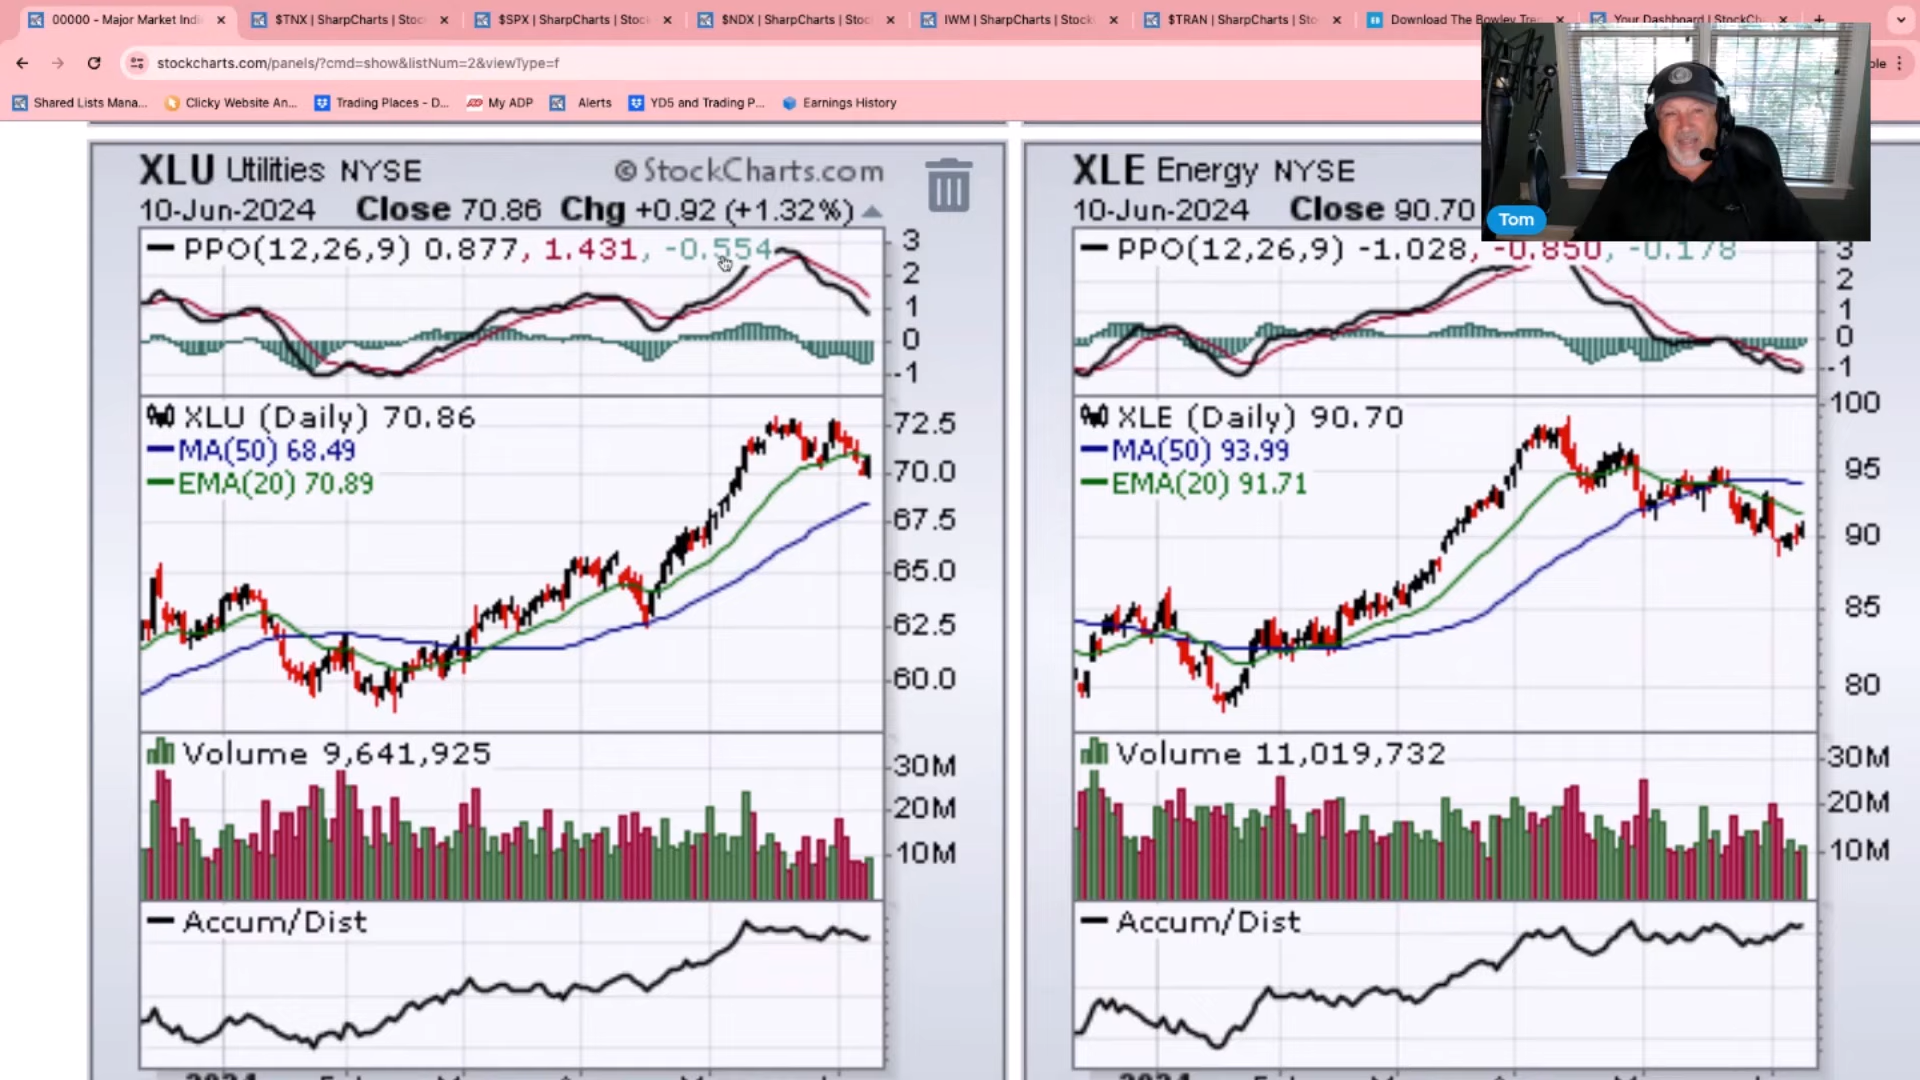 00000 - Major Market Indi
$TNX | SharpCharts | Stoc
$SPX | SharpCharts | Stoc
$NDX | SharpCharts | Stoc
IWM | SharpCharts | Stock
$TRAN | SharpCharts | Sto
Download The Bowley Tre
Your Dashboard | StockCh
stockcharts.com/panels/?cmd=show&listNum=2&viewType=f
Shared Lists Mana...
Clicky Website An...
Trading Places - D...
My ADP
Alerts
YD5 and Trading P...
Earnings History
Tom
XLU Utilities NYSE
© StockCharts.com
10-Jun-2024 Close 70.86 Chg +0.92 (+1.32%)
PPO(12,26,9) 0.877, 1.431, -0.554
3
2
1
0
-1
XLU (Daily) 70.86
MA(50) 68.49
EMA(20) 70.89
72.5
70.0
67.5
65.0
62.5
60.0
Volume 9,641,925
30M
20M
10M
Accum/Dist
2024
XLE Energy NYSE
10-Jun-2024 Close 90.70
PPO(12,26,9) -1.028, -0.850, -0.178
3
2
1
0
-1
XLE (Daily) 90.70
MA(50) 93.99
EMA(20) 91.71
100
95
90
85
80
Volume 11,019,732
30M
20M
10M
Accum/Dist
2024